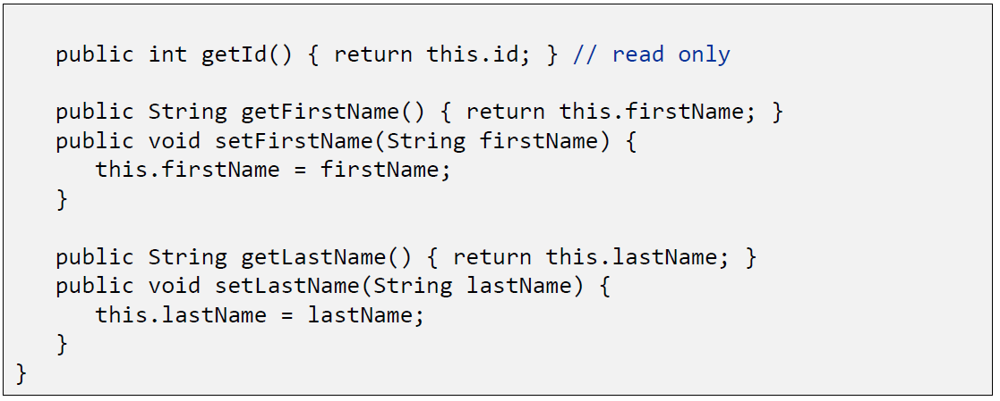 public int getId() { return this.id; } // read only
public String getFirstName() { return this.firstName; }
public void setFirstName(String firstName) {
this.firstName = firstName;
}
public String getLastName() { return this.lastName; }
public void setLastName(String lastName) {
this.lastName = lastName;
}
}